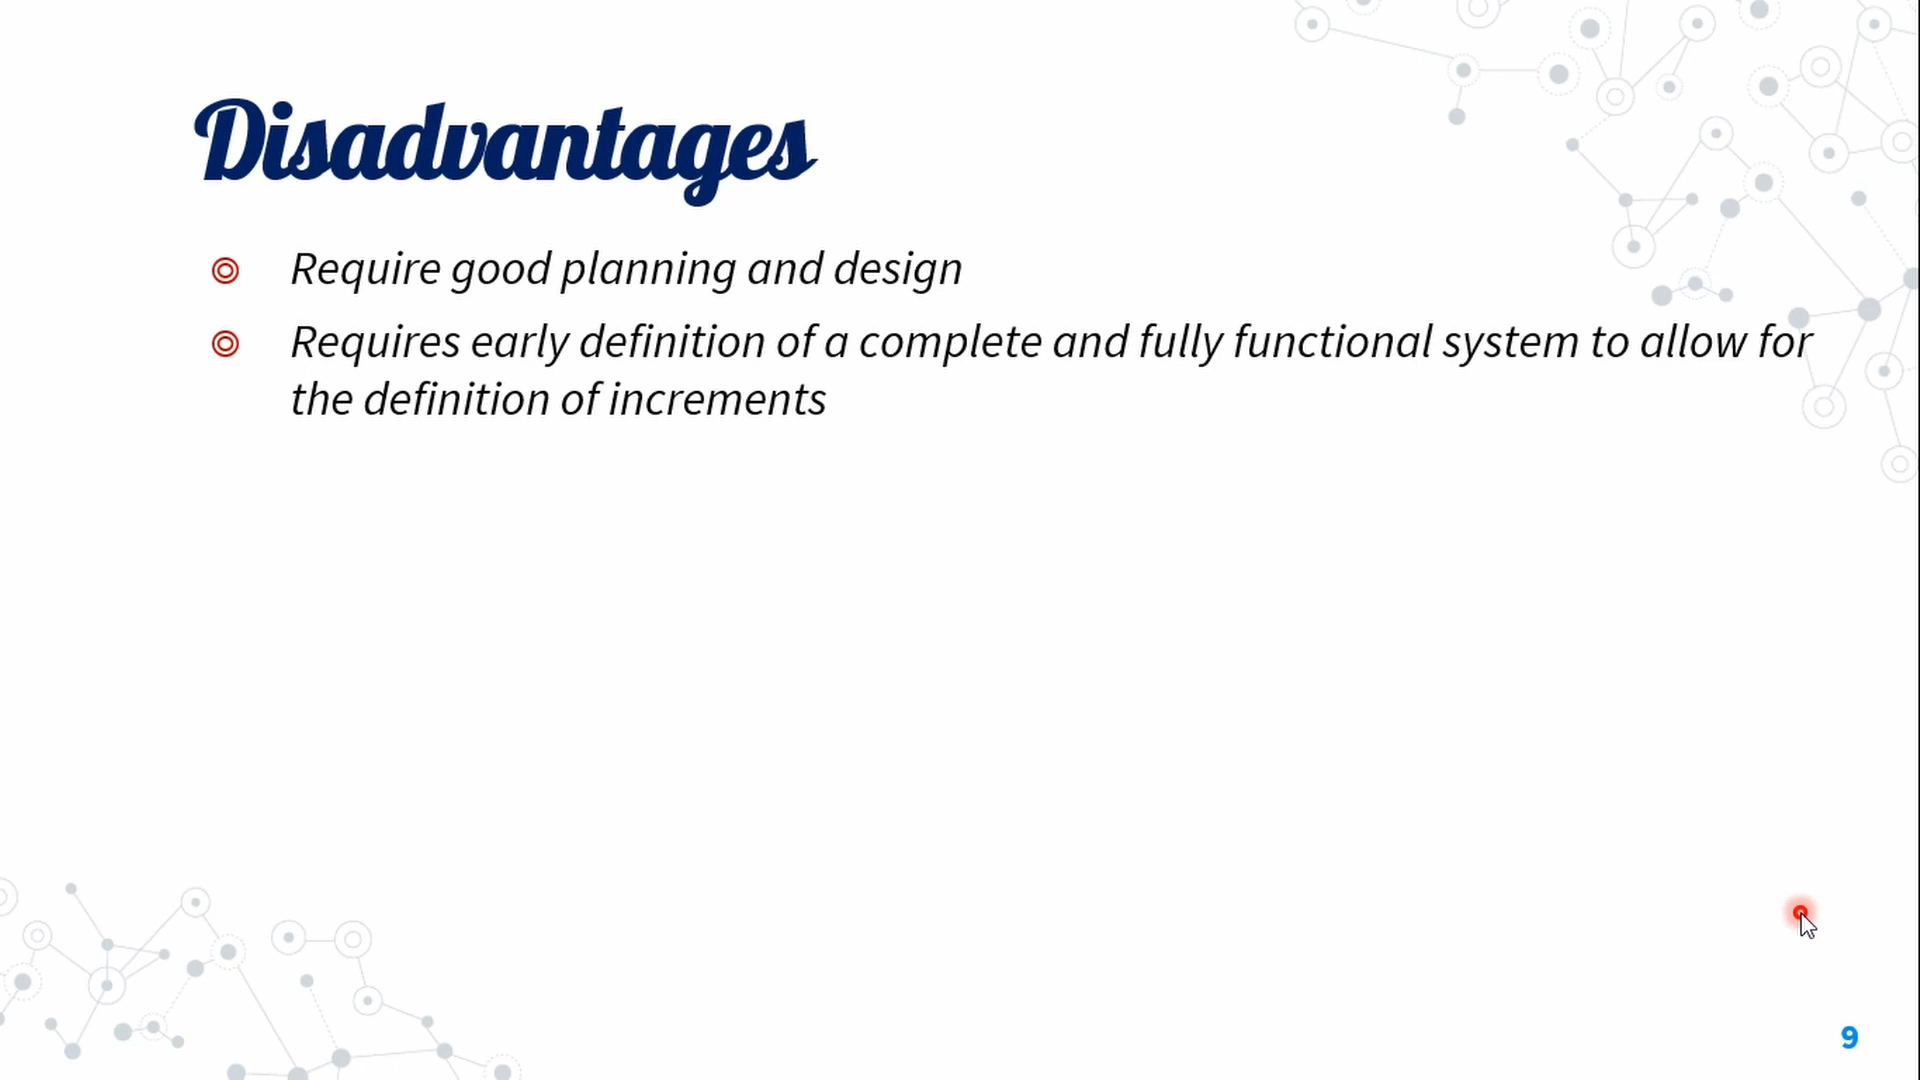 Disadvantages
Require good planning and design
Requires early definition of a complete and fully functional system to allow for
the definition of increments
9